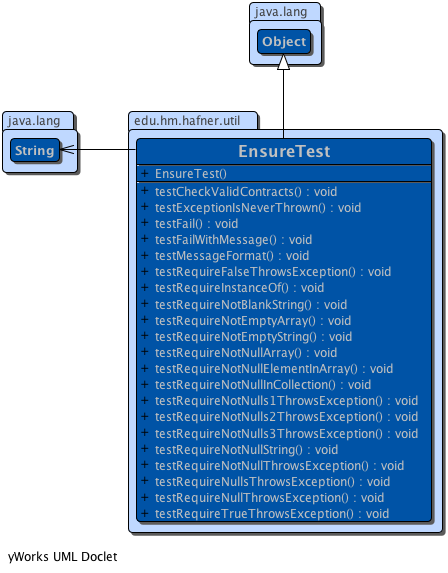 java.lang
Object
java.lang
String
edu.hm.hafner.util
EnsureTest
+ EnsureTest()
+ testCheckValidContracts() : void
+ testExceptionIsNeverThrown() : void
+ testFail() : void
+ testFailWithMessage() : void
+ testMessageFormat() : void
+ testRequireFalseThrowsException() : void
+ testRequireInstanceOf() : void
+ testRequireNotBlankString() : void
+ testRequireNotEmptyArray() : void
+ testRequireNotEmptyString() : void
+ testRequireNotNullArray() : void
+ testRequireNotNullElementInArray() : void
+ testRequireNotNullInCollection() : void
+ testRequireNotNulls1ThrowsException() : void
+ testRequireNotNulls2ThrowsException() : void
+ testRequireNotNulls3ThrowsException() : void
+ testRequireNotNullString() : void
+ testRequireNotNullThrowsException() : void
+ testRequireNullsThrowsException() : void
+ testRequireNullThrowsException() : void
+ testRequireTrueThrowsException() : void
yWorks UML Doclet